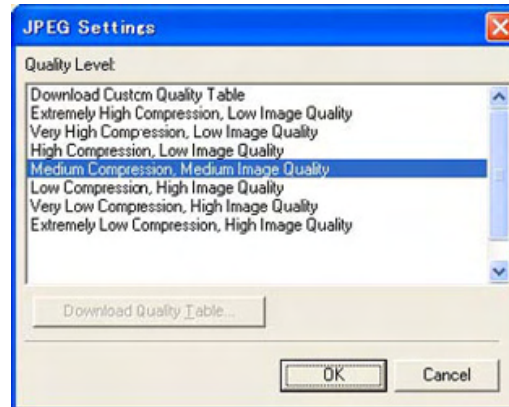 JPEG Settings
Quality Level:
Download Custom Quality Table
Extremely High Compression, Low Image Quality
Very High Compression, Low Image Quality
High Compression, Low Image Quality
Medium Compression, Medium Image Quality
Low Compression, High Image Quality
Very Low Compression, High Image Quality
Extremely Low Compression, High Image Quality
Download Quality Table...
OK
Cancel